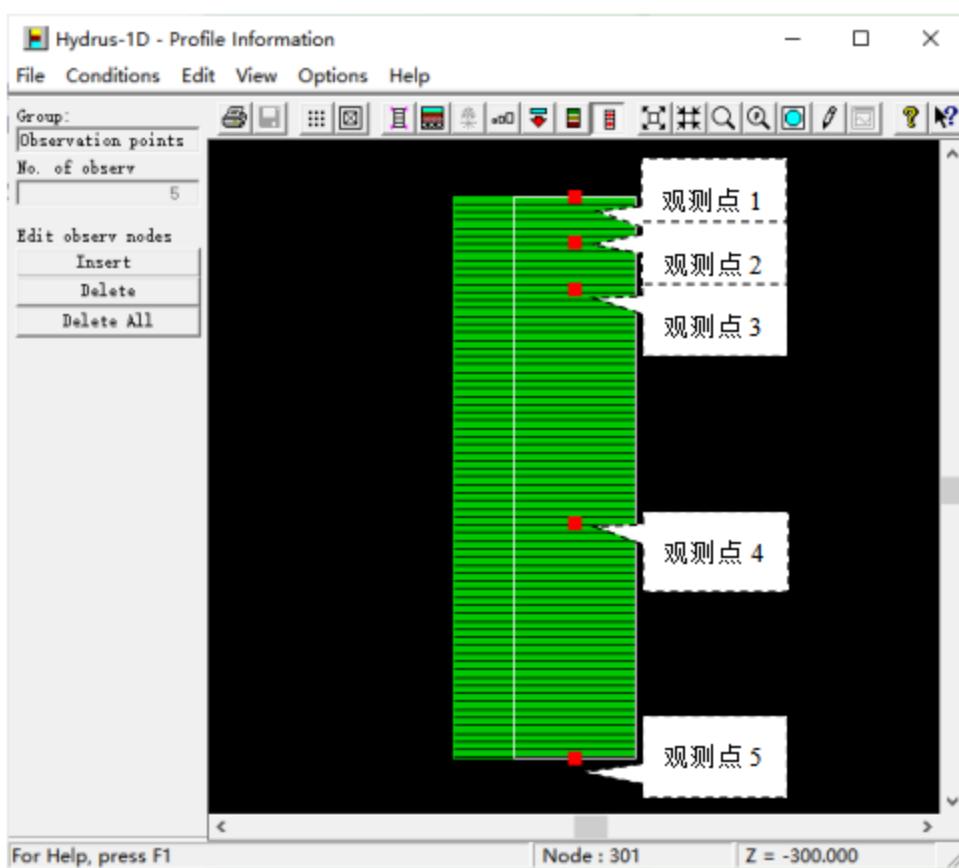 Hydrus-1D - Profile Information
File Conditions Edit View Options Help
Group:
Observation points
No. of observ
5
Edit observ nodes
Insert
Delete
Delete All
观测点 1
观测点 2
观测点 3
观测点 4
观测点 5
For Help, press F1
Node : 301
Z = -300.000